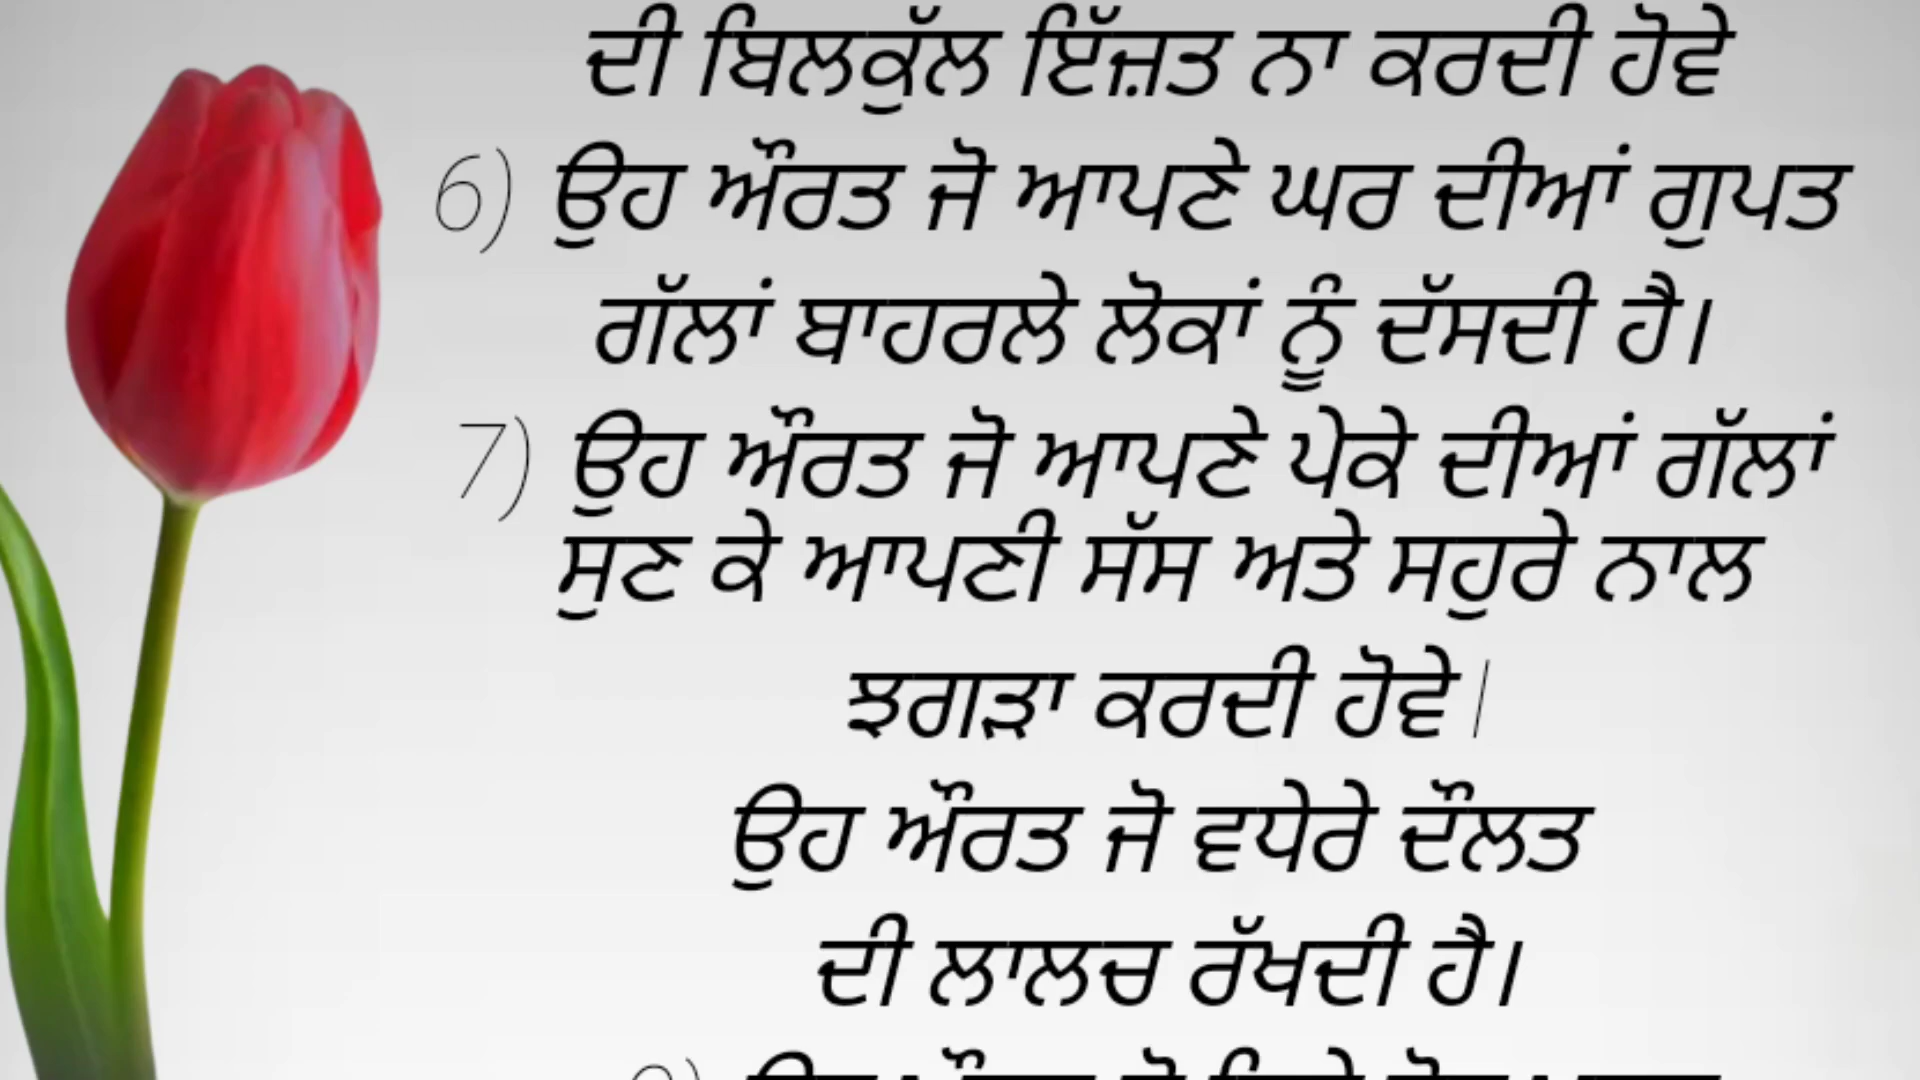 ਦੀ ਬਿਲਕੁੱਲ ਇੱਜ਼ਤ ਨਾ ਕਰਦੀ ਹੋਵੇ
6) ਉਹ ਔਰਤ ਜੋ ਆਪਣੇ ਘਰ ਦੀਆਂ ਗੁਪਤ
ਗੱਲਾਂ ਬਾਹਰਲੇ ਲੋਕਾਂ ਨੂੰ ਦੱਸਦੀ ਹੈ।
7) ਉਹ ਔਰਤ ਜੋ ਆਪਣੇ ਪੇਕੇ ਦੀਆਂ ਗੱਲਾਂ
ਸੁਣ ਕੇ ਆਪਣੀ ਸੱਸ ਅਤੇ ਸਹੁਰੇ ਨਾਲ
ਝਗੜਾ ਕਰਦੀ ਹੋਵੇ|
ਉਹ ਔਰਤ ਜੋ ਵਧੇਰੇ ਦੌਲਤ
ਦੀ ਲਾਲਚ ਰੱਖਦੀ ਹੈ।